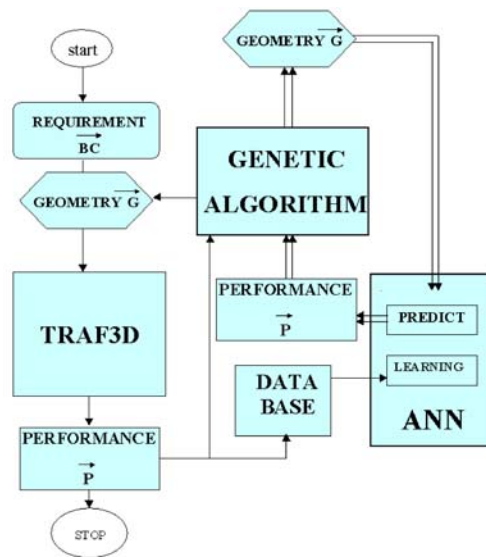 start
GEOMETRY G
REQUIREMENT
BC
GENETIC
ALGORITHM
GEOMETRY G
TRAF3D
PERFORMANCE
P
PREDICT
LEARNING
ANN
DATA
BASE
PERFORMANCE
P
STOP